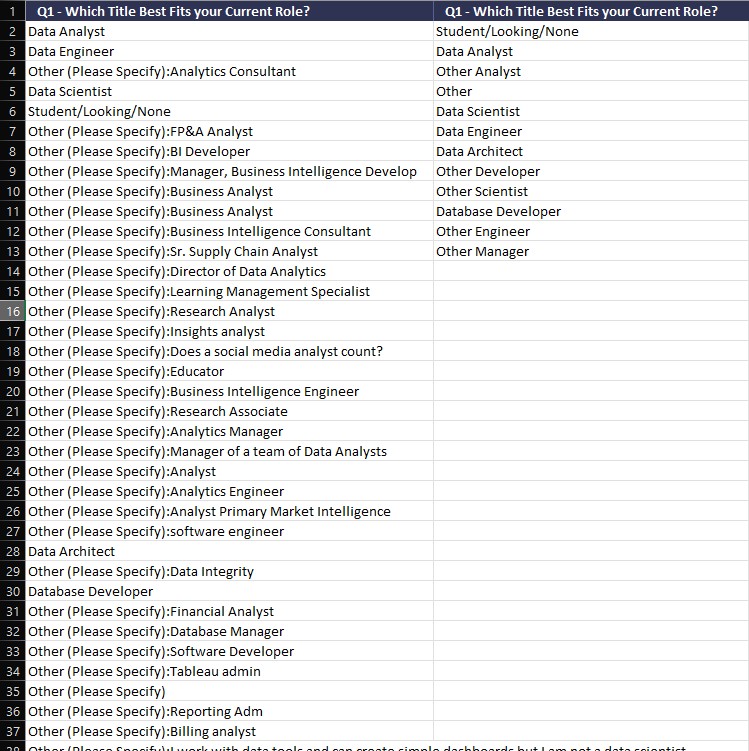 1 Q1 - Which Title Best Fits your Current Role? Q1 - Which Title Best Fits your Current Role?
2 Data Analyst Student/Looking/None
3 Data Engineer Data Analyst
4 Other (Please Specify):Analytics Consultant Other Analyst
5 Data Scientist Other
6 Student/Looking/None Data Scientist
7 Other (Please Specify):FP&A Analyst Data Engineer
8 Other (Please Specify):BI Developer Data Architect
9 Other (Please Specify):Manager, Business Intelligence Develop Other Developer
10 Other (Please Specify):Business Analyst Other Scientist
11 Other (Please Specify):Business Analyst Database Developer
12 Other (Please Specify):Business Intelligence Consultant Other Engineer
13 Other (Please Specify):Sr. Supply Chain Analyst Other Manager
14 Other (Please Specify):Director of Data Analytics
15 Other (Please Specify):Learning Management Specialist
16 Other (Please Specify):Research Analyst
17 Other (Please Specify):Insights analyst
18 Other (Please Specify):Does a social media analyst count?
19 Other (Please Specify):Educator
20 Other (Please Specify):Business Intelligence Engineer
21 Other (Please Specify):Research Associate
22 Other (Please Specify):Analytics Manager
23 Other (Please Specify):Manager of a team of Data Analysts
24 Other (Please Specify):Analyst
25 Other (Please Specify):Analytics Engineer
26 Other (Please Specify):Analyst Primary Market Intelligence
27 Other (Please Specify):software engineer
28 Data Architect
29 Other (Please Specify):Data Integrity
30 Database Developer
31 Other (Please Specify):Financial Analyst
32 Other (Please Specify):Database Manager
33 Other (Please Specify):Software Developer
34 Other (Please Specify):Tableau admin
35 Other (Please Specify)
36 Other (Please Specify):Reporting Adm
37 Other (Please Specify):Billing analyst
38 Other (Please Specify):I work with data tools and can create simple dashboards but I am not a data scientist